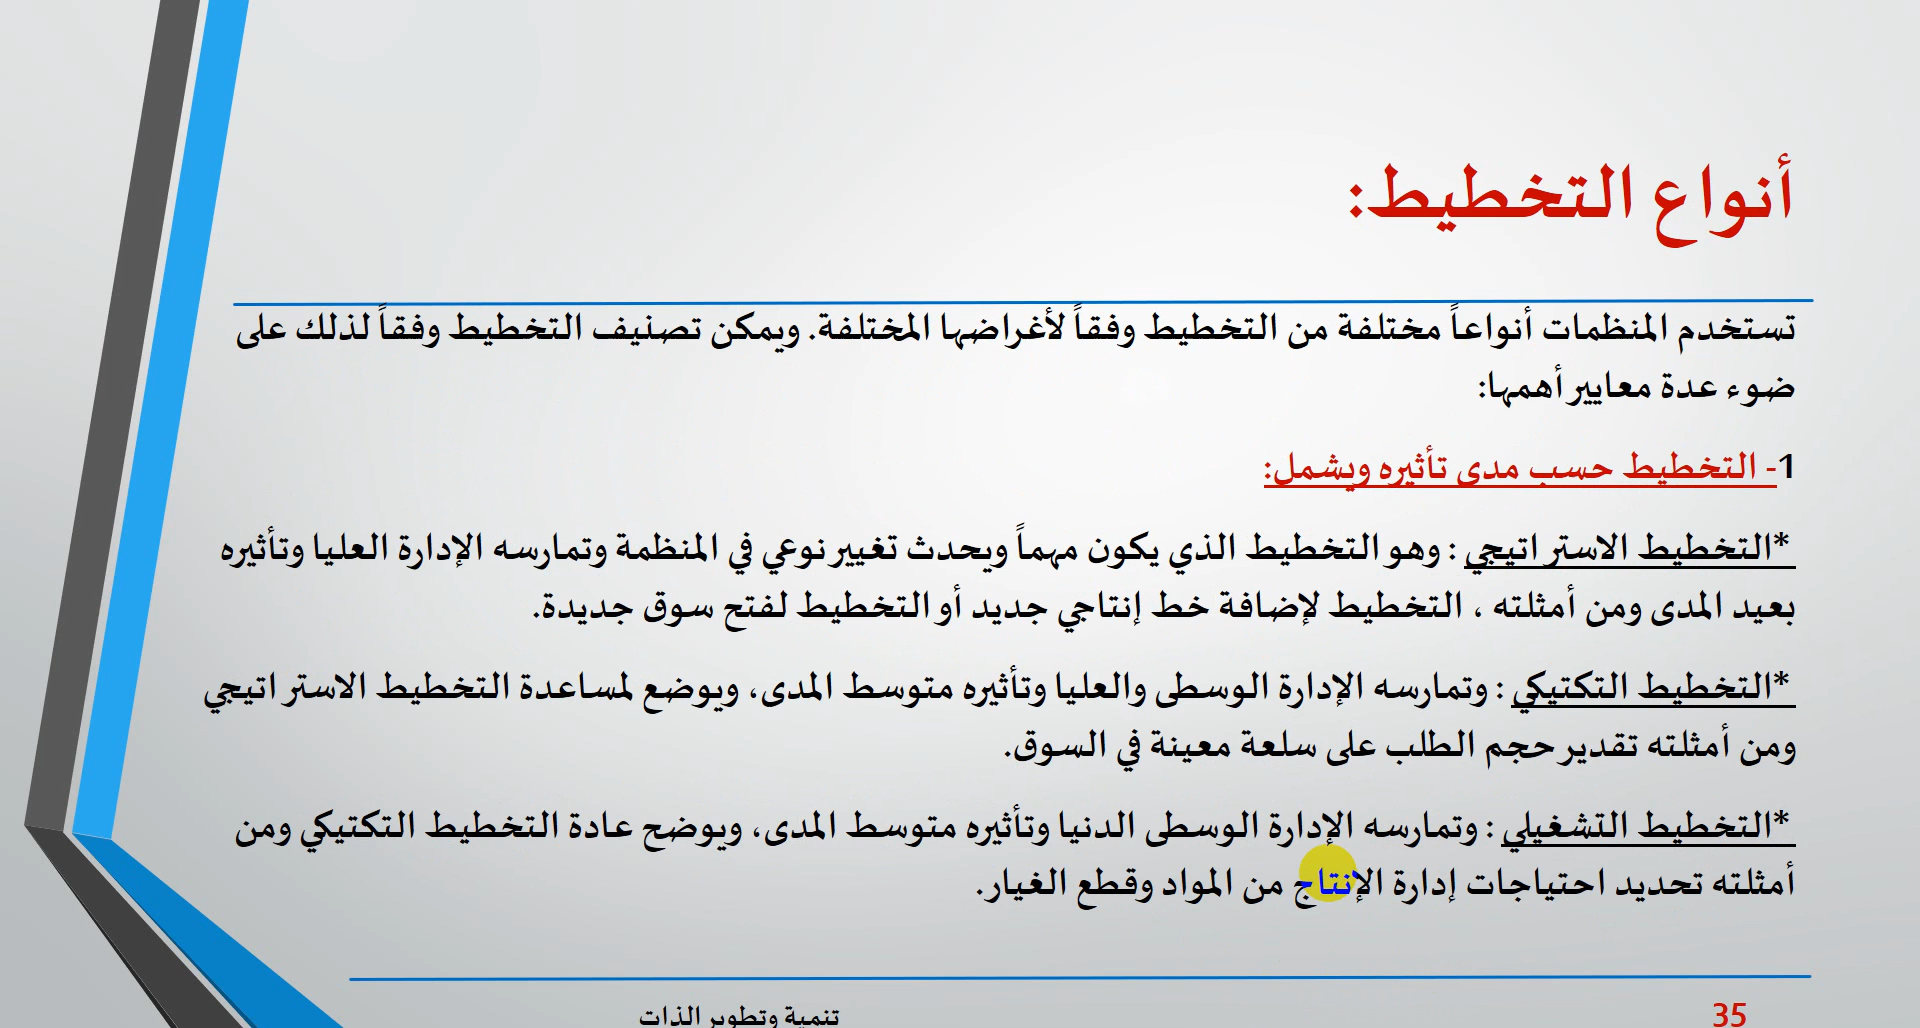 أنواع التخطيط:
تستخدم المنظمات أنواعاً مختلفة من التخطيط وفقاً لأغراضها المختلفة. ويمكن تصنيف التخطيط وفقاً لذلك على
ضوء عدة معايير أهمها:
1- التخطيط حسب مدى تأثيره ويشمل:
*التخطيط الاستراتيجي : وهو التخطيط الذي يكون مهماً ويحدث تغيير نوعي في المنظمة وتمارسه الإدارة العليا وتأثيره
بعيد المدى ومن أمثلته ، التخطيط لإضافة خط إنتاجي جديد أو التخطيط لفتح سوق جديدة.
*التخطيط التكتيكي : وتمارسه الإدارة الوسطى والعليا وتأثيره متوسط المدى، ويوضع لمساعدة التخطيط الاستراتيجي
ومن أمثلته تقدير حجم الطلب على سلعة معينة في السوق.
*التخطيط التشغيلي : وتمارسه الإدارة الوسطى الدنيا وتأثيره متوسط المدى، ويوضح عادة التخطيط التكتيكي ومن
أمثلته تحديد احتياجات إدارة الإنتاج من المواد وقطع الغيار.
35
تنمية وتطوير الذات